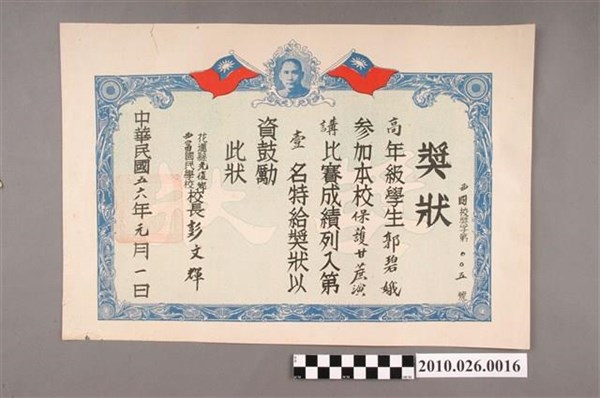 獎狀
國校獎字第〇〇五號
高年級學生郭碧娥
參加本校保護甘蔗演
講比賽成績列入第
壹名特給獎狀以
資鼓勵
此狀
花蓮縣光復鄉
國民學校
校長彭文輝
中華民國五六年元月一日
獎狀
2010.026.0016